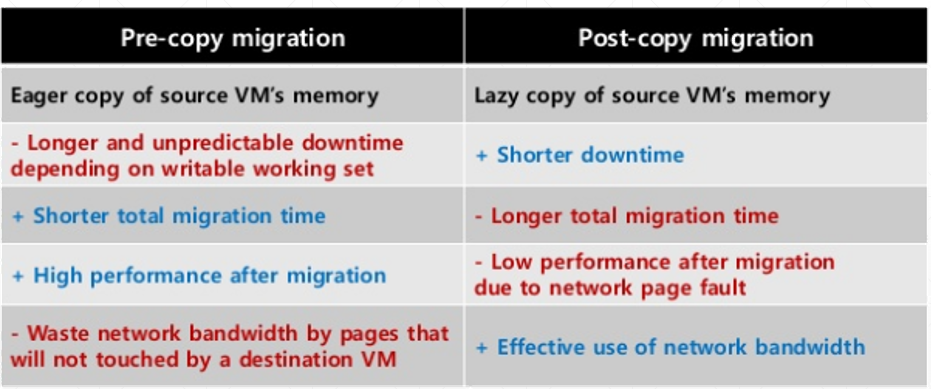 Pre-copy migration
Post-copy migration
Eager copy of source VM's memory
Lazy copy of source VM's memory
- Longer and unpredictable downtime
depending on writable working set
+ Shorter downtime
+ Shorter total migration time
- Longer total migration time
+ High performance after migration
- Low performance after migration
due to network page fault
- Waste network bandwidth by pages that
will not touched by a destination VM
+ Effective use of network bandwidth